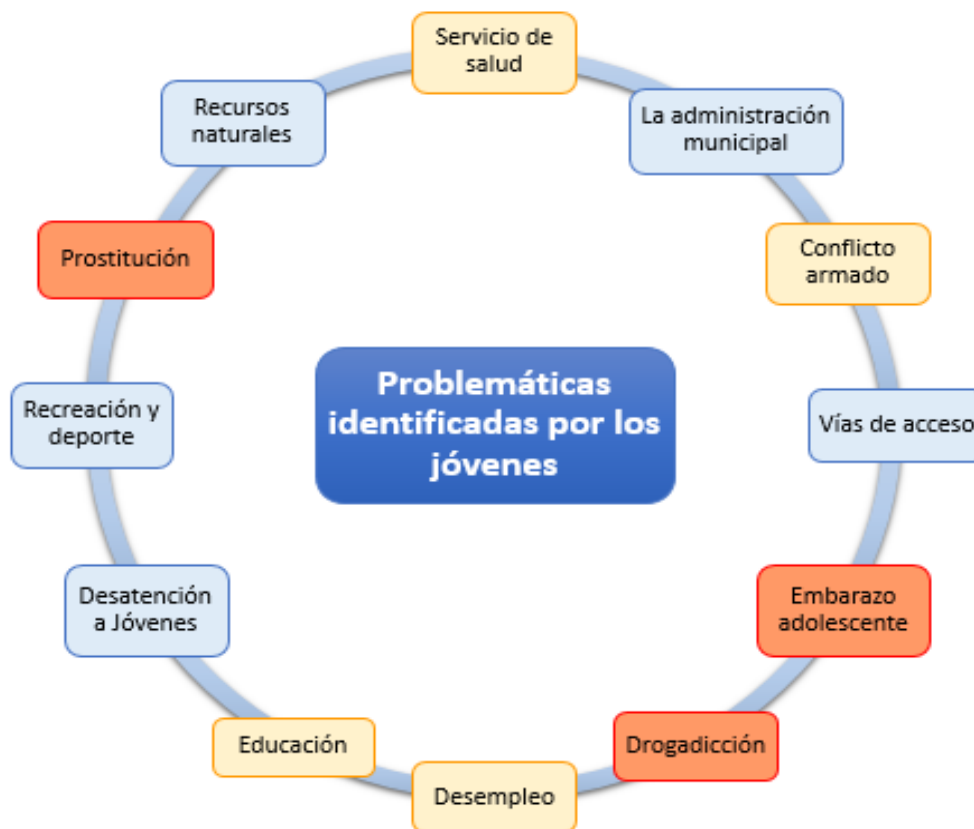 Servicio de
salud
La administración
municipal
Conflicto
armado
Vías de acceso
Embarazo
adolescente
Drogadicción
Desempleo
Educación
Desatención
a Jóvenes
Recreación y
deporte
Prostitución
Recursos
naturales
Problemáticas
identificadas por los
jóvenes